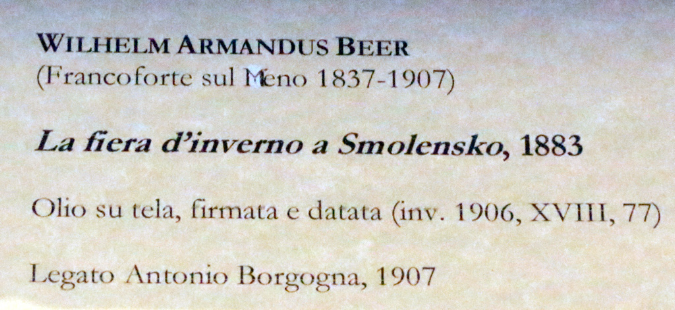 WILHELM ARMANDUS BEER
(Francoforte sul Meno 1837-1907)
La fiera d'inverno a Smolensko, 1883
Olio su tela, firmata e datata (inv. 1906, XVIII, 77)
Legato Antonio Borgogna, 1907